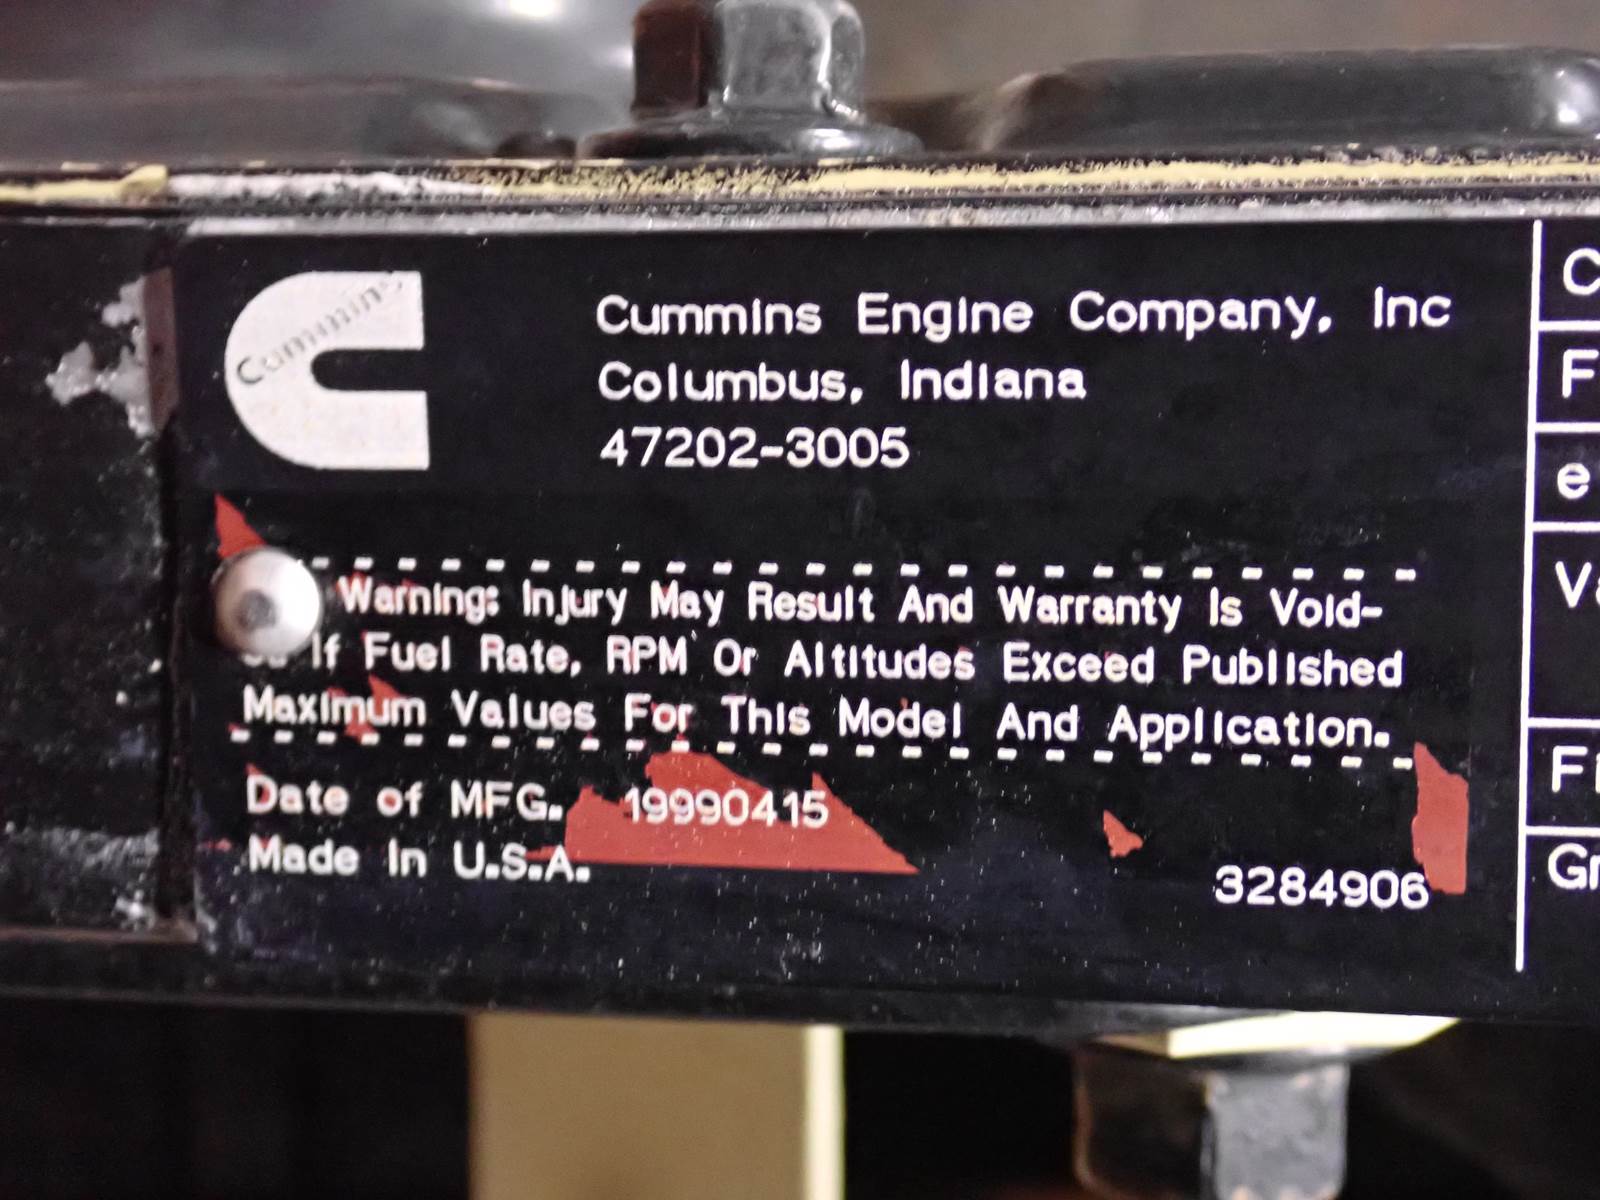 Cummins
Cummins Engine Company, Inc
Columbus, Indiana
47202-3005
Warning: Injury May Result And Warranty Is Void-
If Fuel Rate, RPM Or Altitudes Exceed Published
Maximum Values For This Model And Application.
Date of MFG. 19990415
Made In U.S.A.
3284906